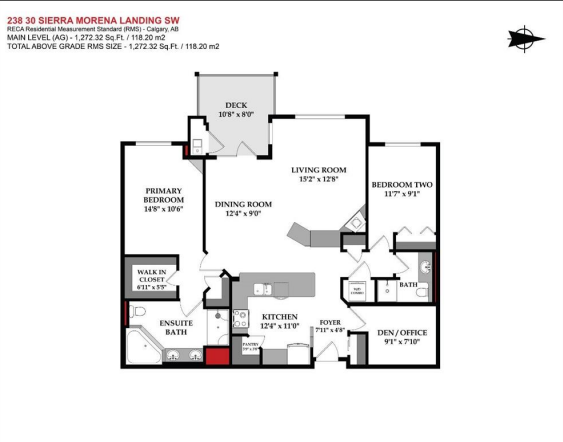 238 30 SIERRA MORENA LANDING SW
RECA Residential Measurement Standard (RMS) - Calgary, AB
MAIN LEVEL (AG) - 1,272.32 Sq.Ft. / 118.20 m2
TOTAL ABOVE GRADE RMS SIZE - 1,272.32 Sq.Ft. / 118.20 m2
DECK
10'8" x 8'0"
LIVING ROOM
15'2" x 12'8"
PRIMARY
BEDROOM
14'8" x 10'6"
BEDROOM TWO
11'7" x 9'1"
DINING ROOM
12'4" x 9'0"
WALK IN
CLOSET
6'11" x 5'5"
BATH
W/D
COMBO
ENSUITE
BATH
KITCHEN
12'4" x 11'0"
FOYER
7'11" x 4'8"
DEN / OFFICE
9'1" x 7'10"
PANTRY